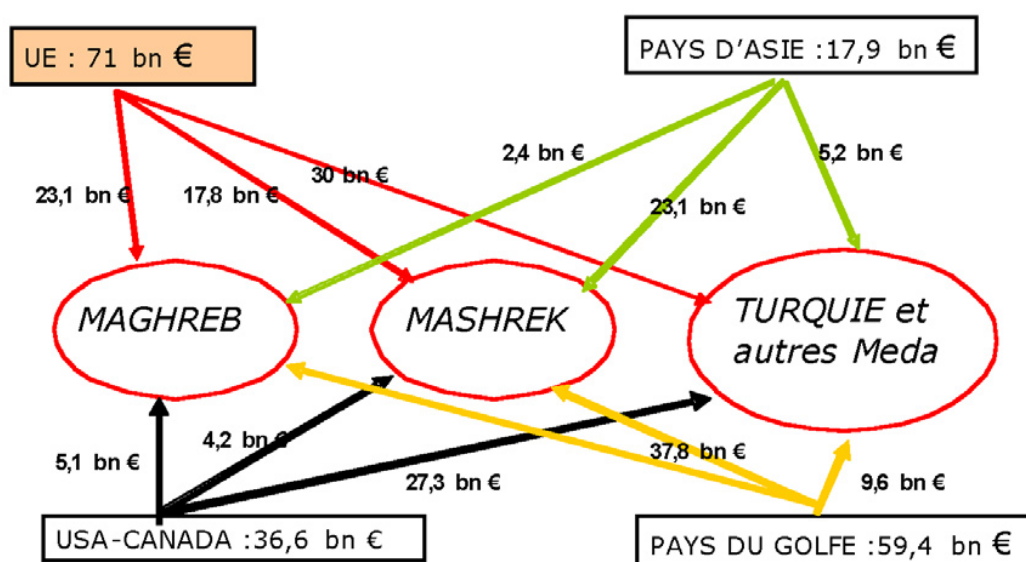 UE : 71 bn €
PAYS D'ASIE :17,9 bn €
2,4 bn €
5,2 bn €
30 bn €
23,1 bn €
17,8 bn €
23,1 bn €
MAGHREB
MASHREK
TURQUIE et
autres Meda
4,2 bn €
37,8 bn €
5,1 bn €
27,3 bn €
9,6 bn €
USA-CANADA :36,6 bn €
PAYS DU GOLFE :59,4 bn €